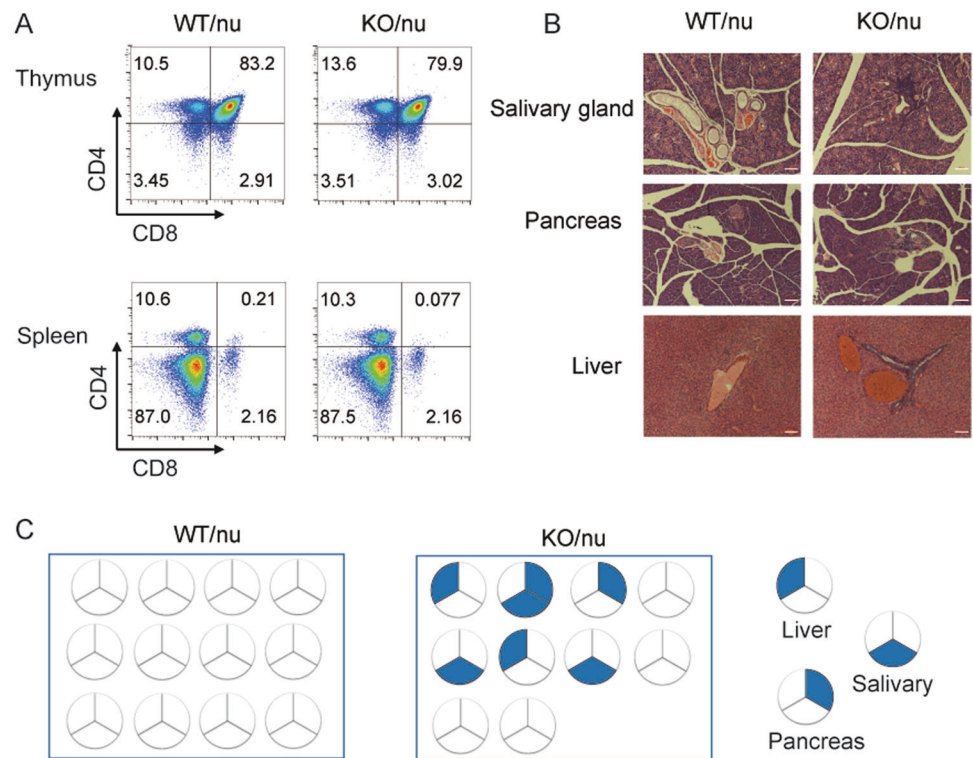 A
WT/nu
KO/nu
Thymus
10.5
83.2
3.45
2.91
13.6
79.9
3.51
3.02
CD4
CD8
Spleen
10.6
0.21
87.0
2.16
10.3
0.077
87.5
2.16
CD4
CD8
B
WT/nu
KO/nu
Salivary gland
Pancreas
Liver
C
WT/nu
KO/nu
Liver
Salivary
Pancreas